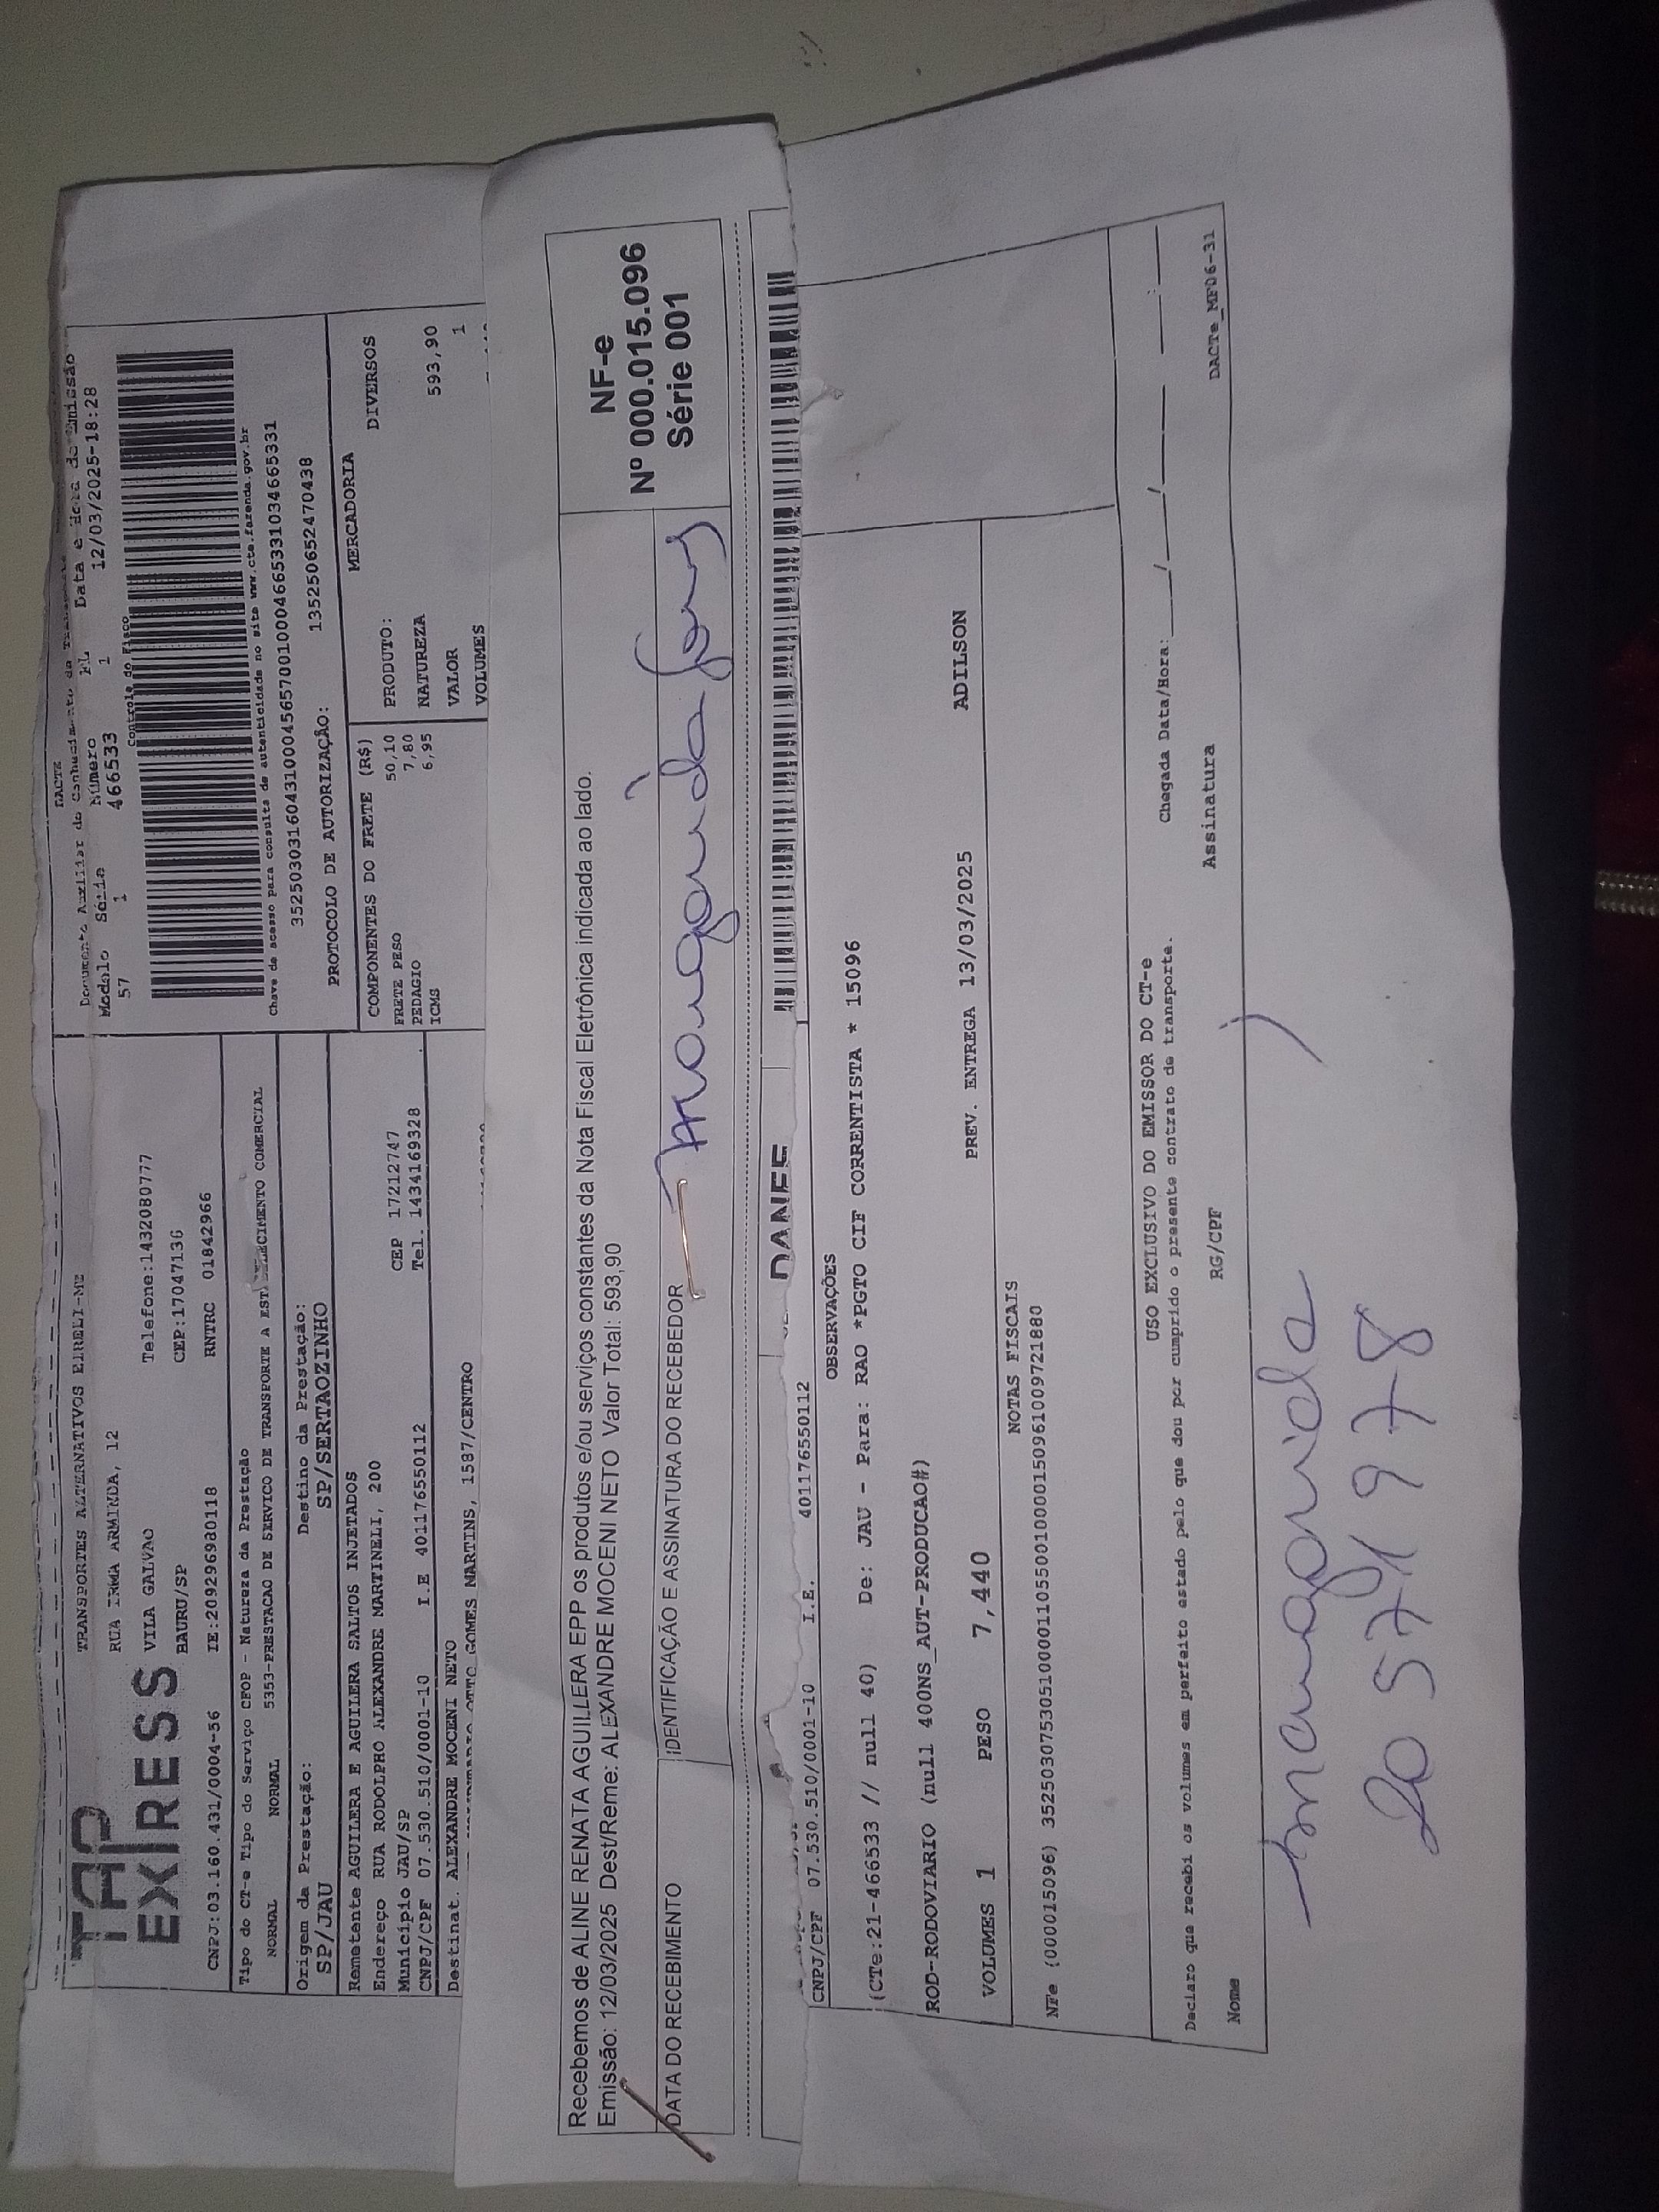 DACTE
Documento Auxiliar do Conhecimento de Transporte
Modelo Série Número FL Data e Hora de Emissão
57 1 466533 1 12/03/2025-18:28
Controle do Fisco
Chave de acesso para consulta de autenticidade no site www.cte.fazenda.gov.br
35250303160431000456570010004665331034665331
PROTOCOLO DE AUTORIZAÇÃO: 135250652470438
TAP
EXPRESS
TRANSPORTES ALTERNATIVOS EIRELI-ME
RUA IRMA ARMINDA, 12
VILA GALVAO Telefone:1432080777
BAURU/SP CEP:17047136
CNPJ:03.160.431/0004-56 IE:209296980118 RNTRC 01842966
Tipo do CT-e Tipo do Serviço CFOP - Natureza da Prestação
NORMAL NORMAL 5353-PRESTACAO DE SERVICO DE TRANSPORTE A ESTABELECIMENTO COMERCIAL
Origem da Prestação: Destino da Prestação:
SP/JAU SP/SERTAOZINHO
Remetente AGUILERA E AGUILERA SALTOS INJETADOS
Endereço RUA RODOLPHO ALEXANDRE MARTINELI, 200
Município JAU/SP CEP 17212747
CNPJ/CPF 07.530.510/0001-10 I.E 401176550112 Tel. 1434169328
Destinat. ALEXANDRE MOCENI NETO
OTTC GOMES MARTINS, 1587/CENTRO
COMPONENTES DO FRETE (R$)
FRETE PESO 50,10
PEDAGIO 7,80
ICMS 6,95
MERCADORIA
PRODUTO: DIVERSOS
NATUREZA
VALOR 593,90
VOLUMES 1
Recebemos de ALINE RENATA AGUILLERA EPP os produtos e/ou serviços constantes da Nota Fiscal Eletrônica indicada ao lado.
Emissão: 12/03/2025 Dest/Reme: ALEXANDRE MOCENI NETO Valor Total: 593,90
DATA DO RECEBIMENTO
IDENTIFICAÇÃO E ASSINATURA DO RECEBEDOR
NF-e
Nº 000.015.096
Série 001
DANFE
CNPJ/CPF 07.530.510/0001-10 I.E. 401176550112
OBSERVAÇÕES
(CTe:21-466533 // null 40) De: JAU - Para: RAO *PGTO CIF CORRENTISTA * 15096
ROD-RODOVIARIO (null 400NS_AUT-PRODUCAO#)
VOLUMES 1 PESO 7,440 PREV. ENTREGA 13/03/2025 ADILSON
NOTAS FISCAIS
NFe (000015096) 35250307530510000110550010000150961009721880
USO EXCLUSIVO DO EMISSOR DO CT-e
Declaro que recebi os volumes em perfeito estado pelo que dou por cumprido o presente contrato de transporte. Chegada Data/Hora: ___/___/___ ___:___
Nome RG/CPF Assinatura
DACTe_MF06-31